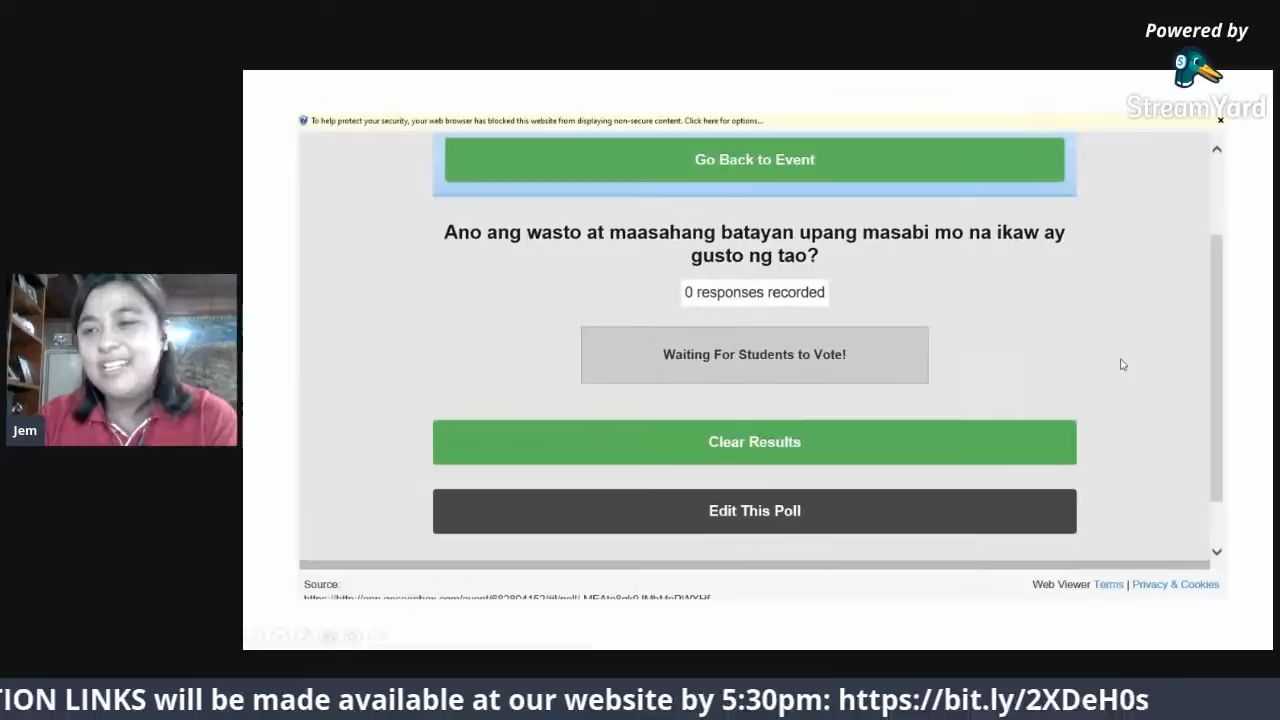 Powered by
StreamYard
To help protect your security, your web browser has blocked this website from displaying non-secure content. Click here for options...
Go Back to Event
Ano ang wasto at maasahang batayan upang masabi mo na ikaw ay
gusto ng tao?
0 responses recorded
Waiting For Students to Vote!
Jem
Clear Results
Edit This Poll
Source:
Web Viewer Terms | Privacy & Cookies
TION LINKS will be made available at our website by 5:30pm: https://bit.ly/2XDeH0s